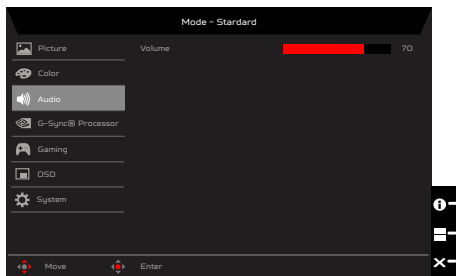 Mode - Stardard
Picture
Volume
70
Color
Audio
G-Sync® Processor
Gaming
OSD
System
Move
Enter